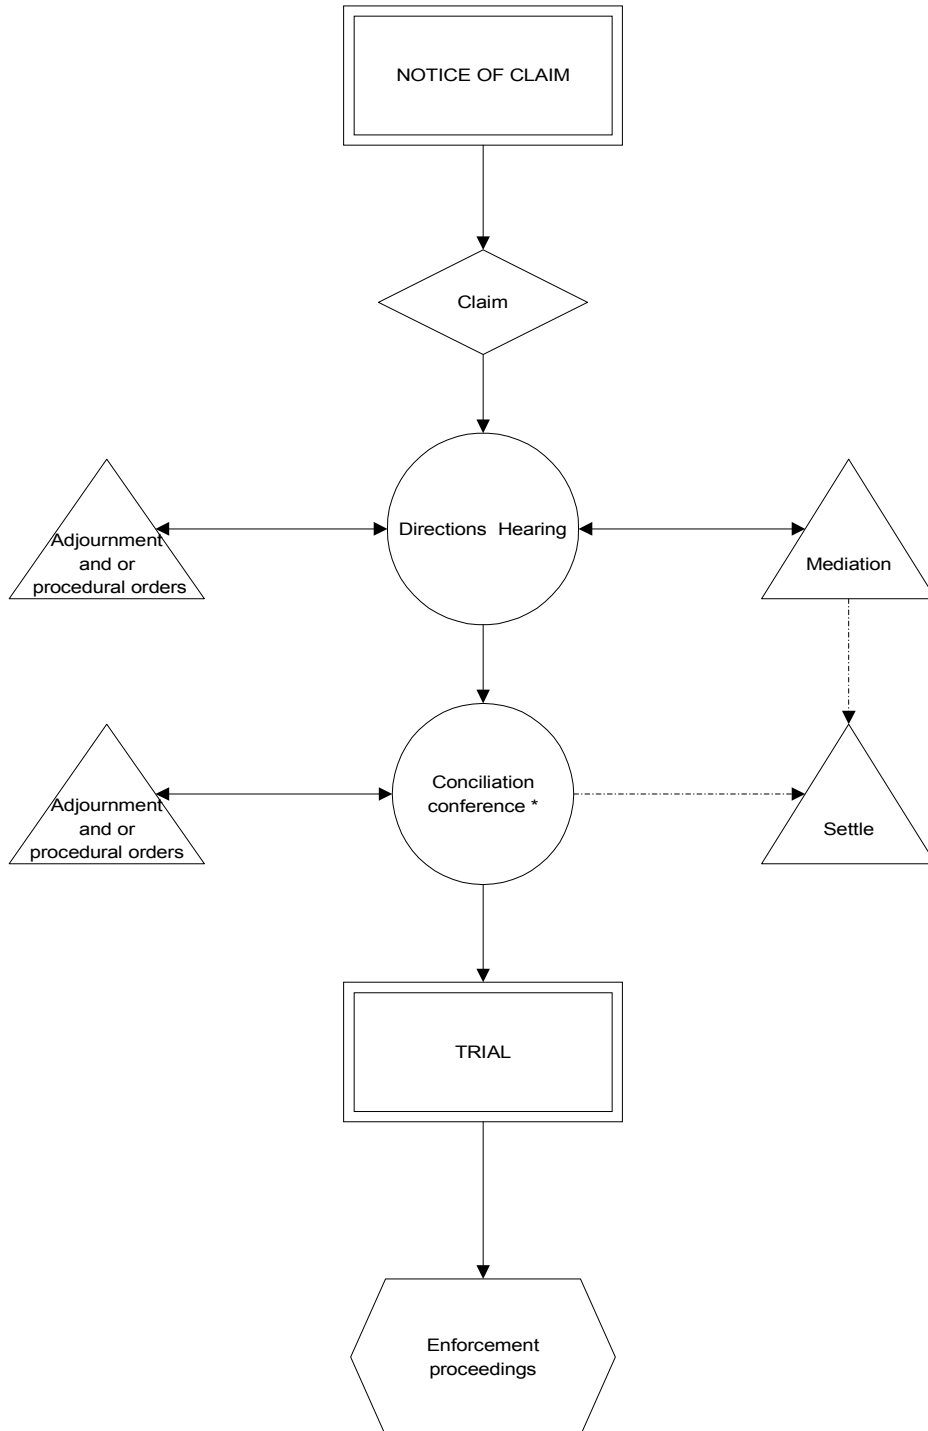 NOTICE OF CLAIM
Claim
Adjournment
and or
procedural orders
Directions Hearing
Mediation
Adjournment
and or
procedural orders
Conciliation
conference *
Settle
TRIAL
Enforcement
proceedings